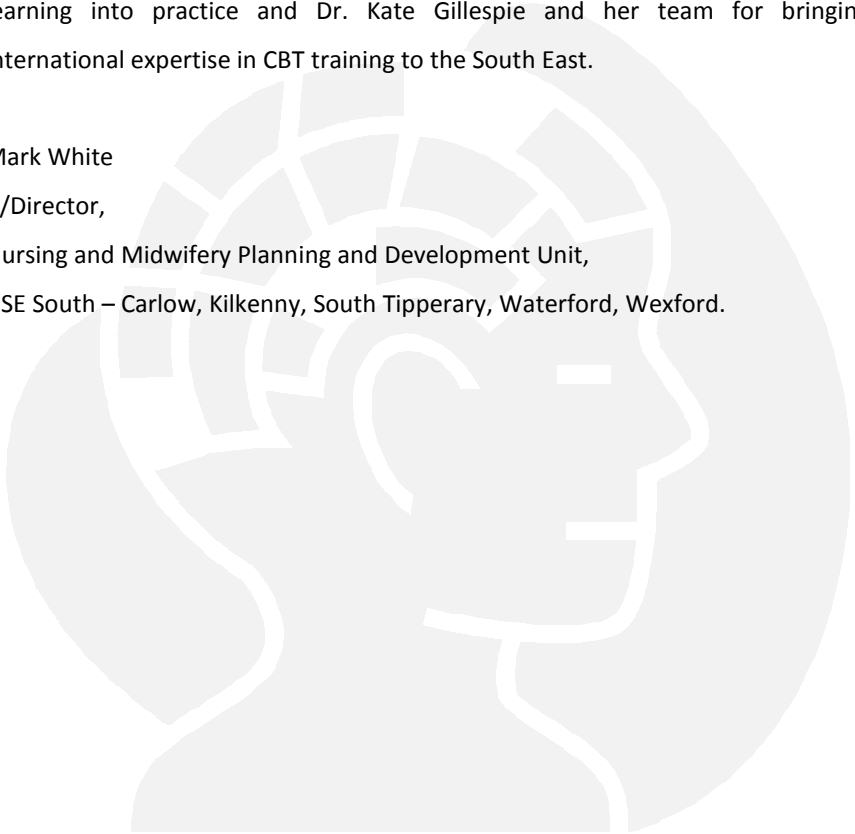 earning into practice and Dr. Kate Gillespie and her team for bringin
nternational expertise in CBT training to the South East.
Mark White
/Director,
ursing and Midwifery Planning and Development Unit,
SE South – Carlow, Kilkenny, South Tipperary, Waterford, Wexford.